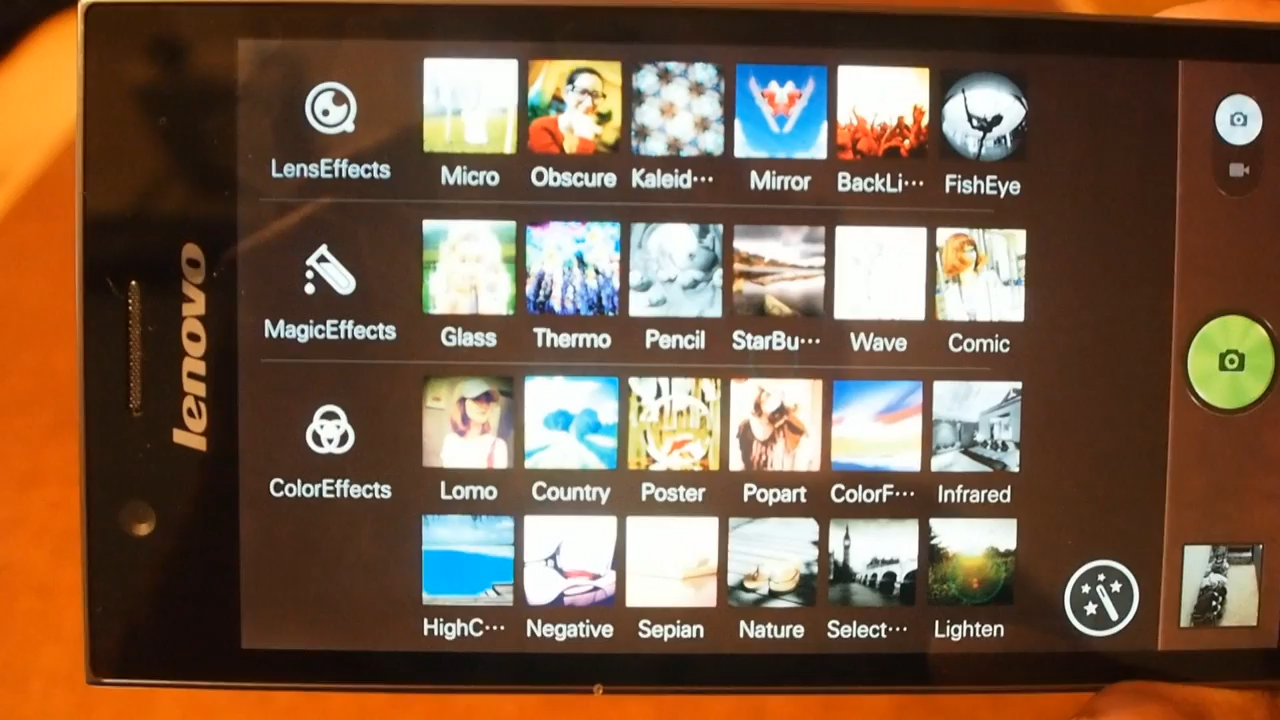 lenovo
LensEffects
Micro Obscure Kaleid··· Mirror BackLi··· FishEye
MagicEffects
Glass Thermo Pencil StarBu··· Wave Comic
ColorEffects
Lomo Country Poster Popart ColorF··· Infrared
HighC··· Negative Sepian Nature Select··· Lighten